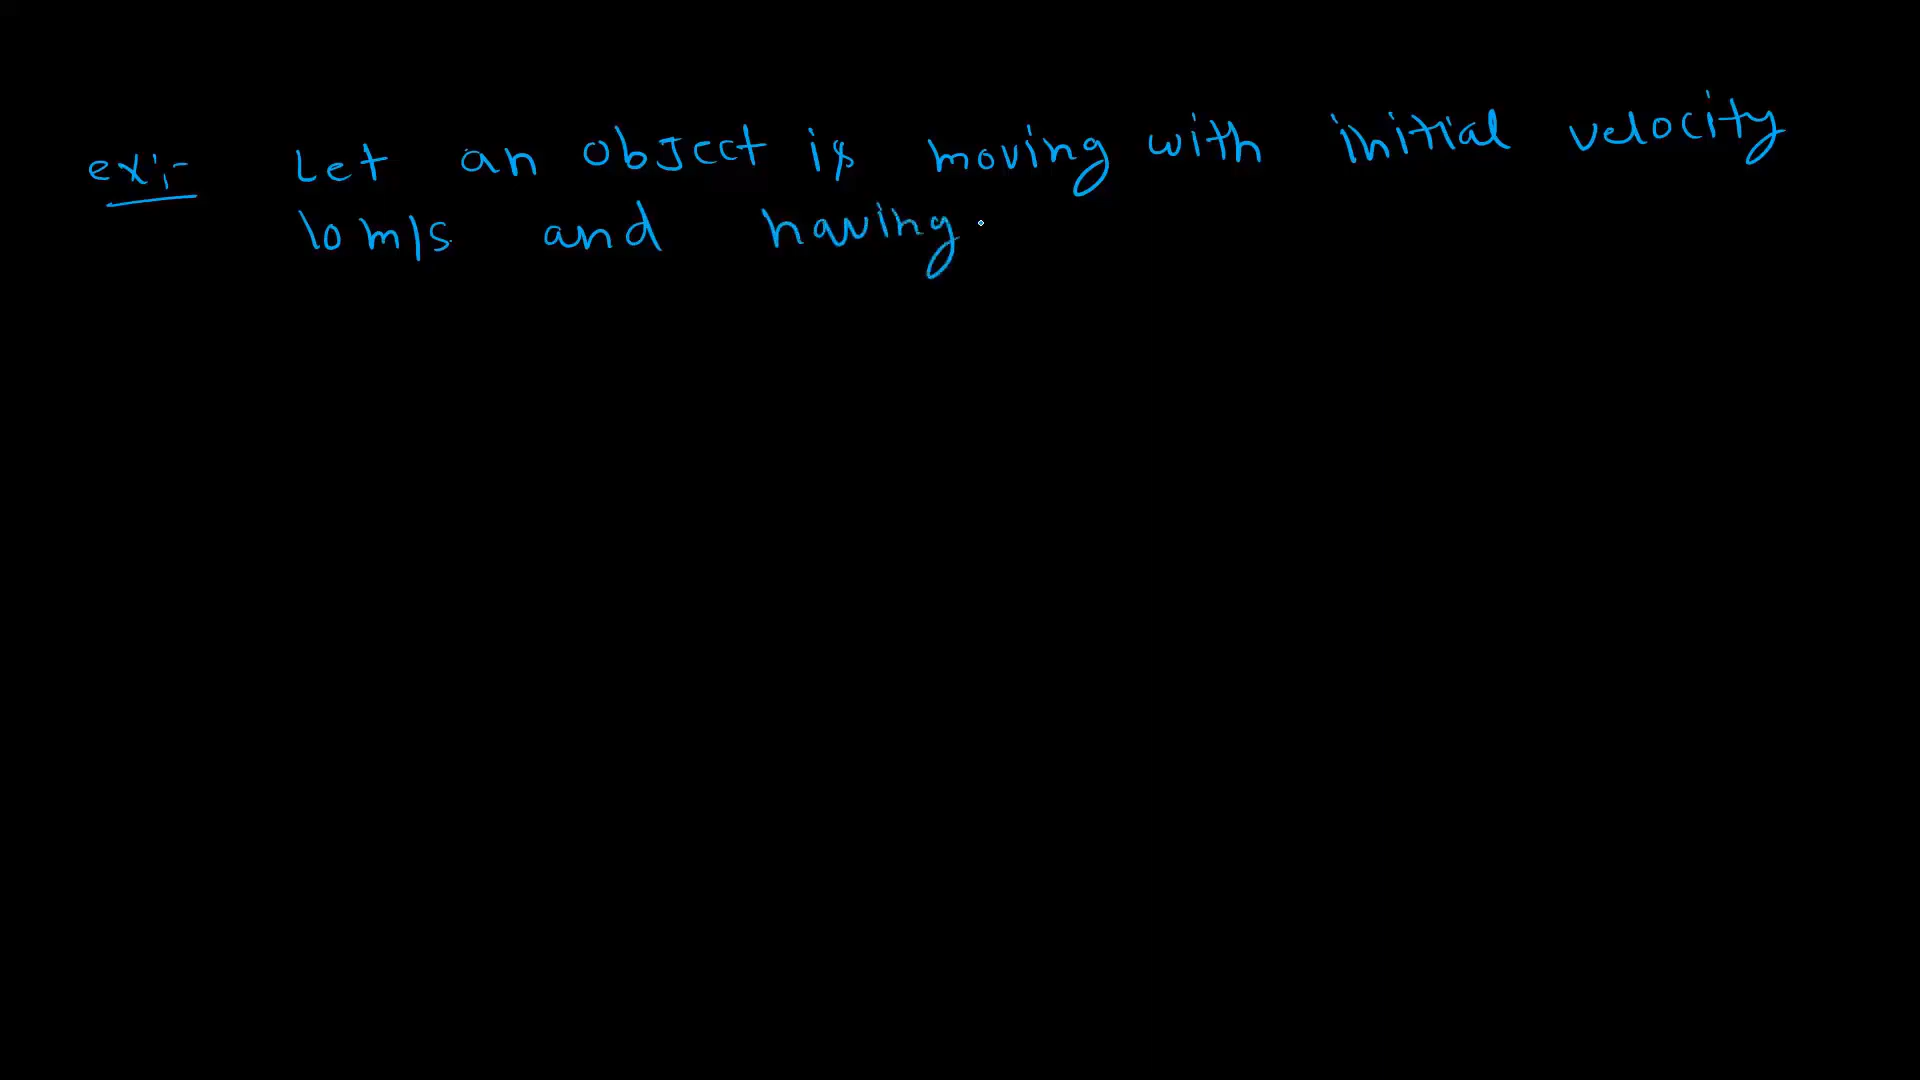 ex:- Let an object is moving with initial velocity
10 m/s and having